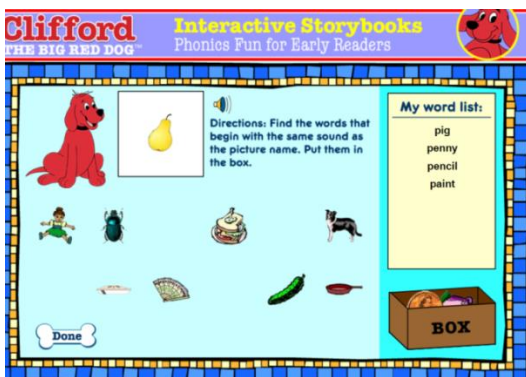 Clifford
THE BIG RED DOG™
Interactive Storybooks
Phonics Fun for Early Readers
Directions: Find the words that
begin with the same sound as
the picture name. Put them in
the box.
My word list:
pig
penny
pencil
paint
BOX
Done